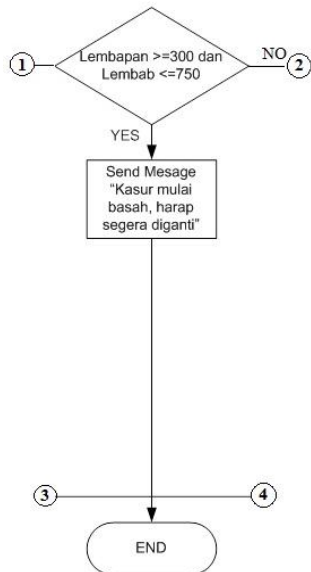 Lembapan >=300 dan
Lembab <=750
1
NO
2
YES
Send Mesage
“Kasur mulai
basah, harap
segera diganti”
3
4
END